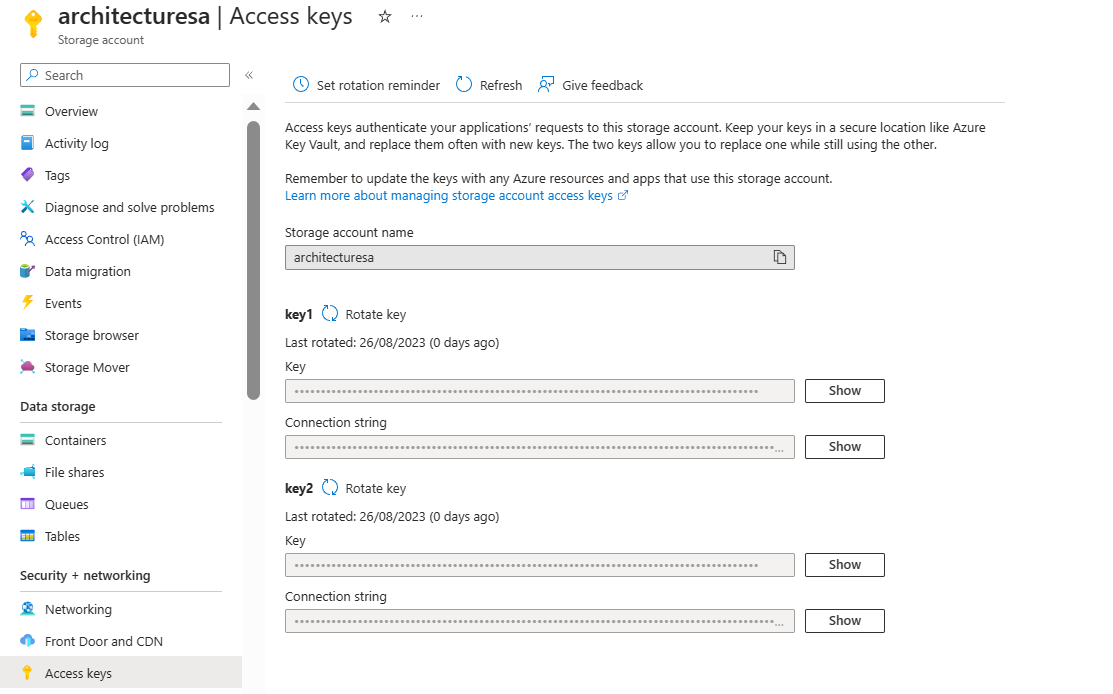 architecturesa | Access keys
Storage account
Search
Overview
Activity log
Tags
Diagnose and solve problems
Access Control (IAM)
Data migration
Events
Storage browser
Storage Mover
Data storage
Containers
File shares
Queues
Tables
Security + networking
Networking
Front Door and CDN
Access keys
Set rotation reminder Refresh Give feedback
Access keys authenticate your applications’ requests to this storage account. Keep your keys in a secure location like Azure
Key Vault, and replace them often with new keys. The two keys allow you to replace one while still using the other.
Remember to update the keys with any Azure resources and apps that use this storage account.
Learn more about managing storage account access keys
Storage account name
architecturesa
key1 Rotate key
Last rotated: 26/08/2023 (0 days ago)
Key
Show
Connection string
Show
key2 Rotate key
Last rotated: 26/08/2023 (0 days ago)
Key
Show
Connection string
Show